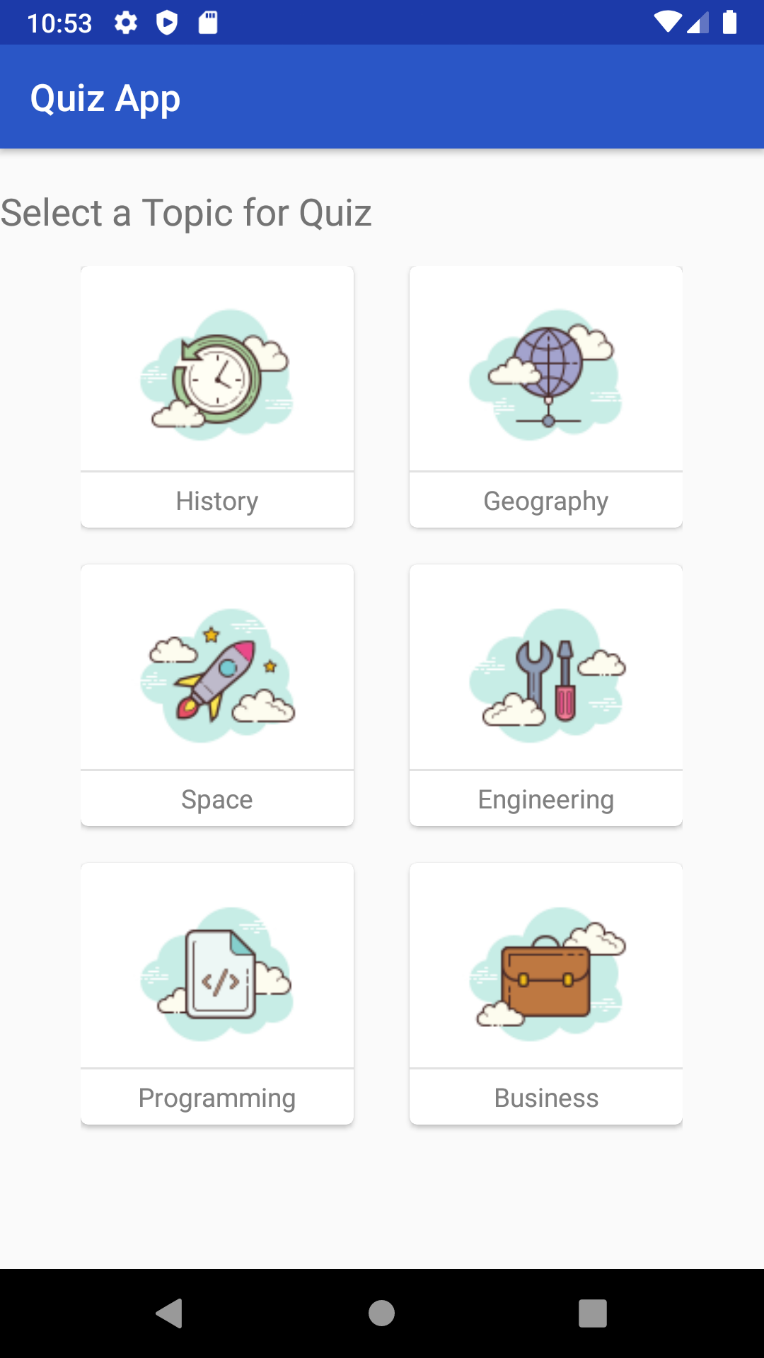 10:53
Quiz App
Select a Topic for Quiz
History
Geography
Space
Engineering
</>
Programming
Business